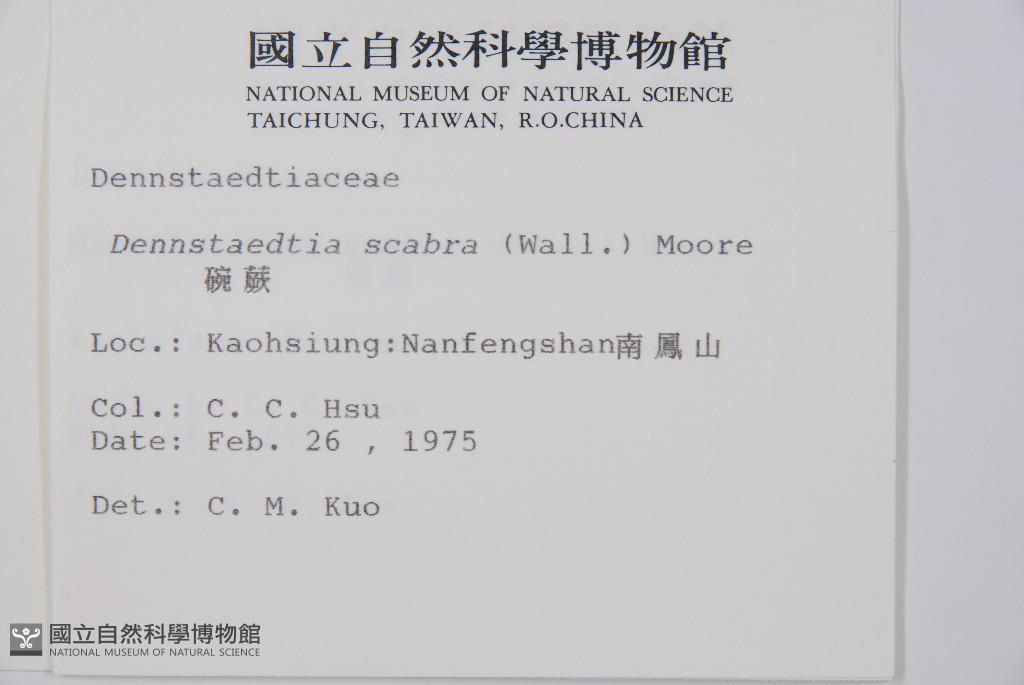 國立自然科學博物館
NATIONAL MUSEUM OF NATURAL SCIENCE
TAICHUNG, TAIWAN, R.O.CHINA
Dennstaedtiaceae
Dennstaedtia scabra (Wall.) Moore
碗蕨
Loc.: Kaohsiung:Nanfengshan南鳳山
Col.: C. C. Hsu
Date: Feb. 26 , 1975
Det.: C. M. Kuo
國立自然科學博物館
NATIONAL MUSEUM OF NATURAL SCIENCE